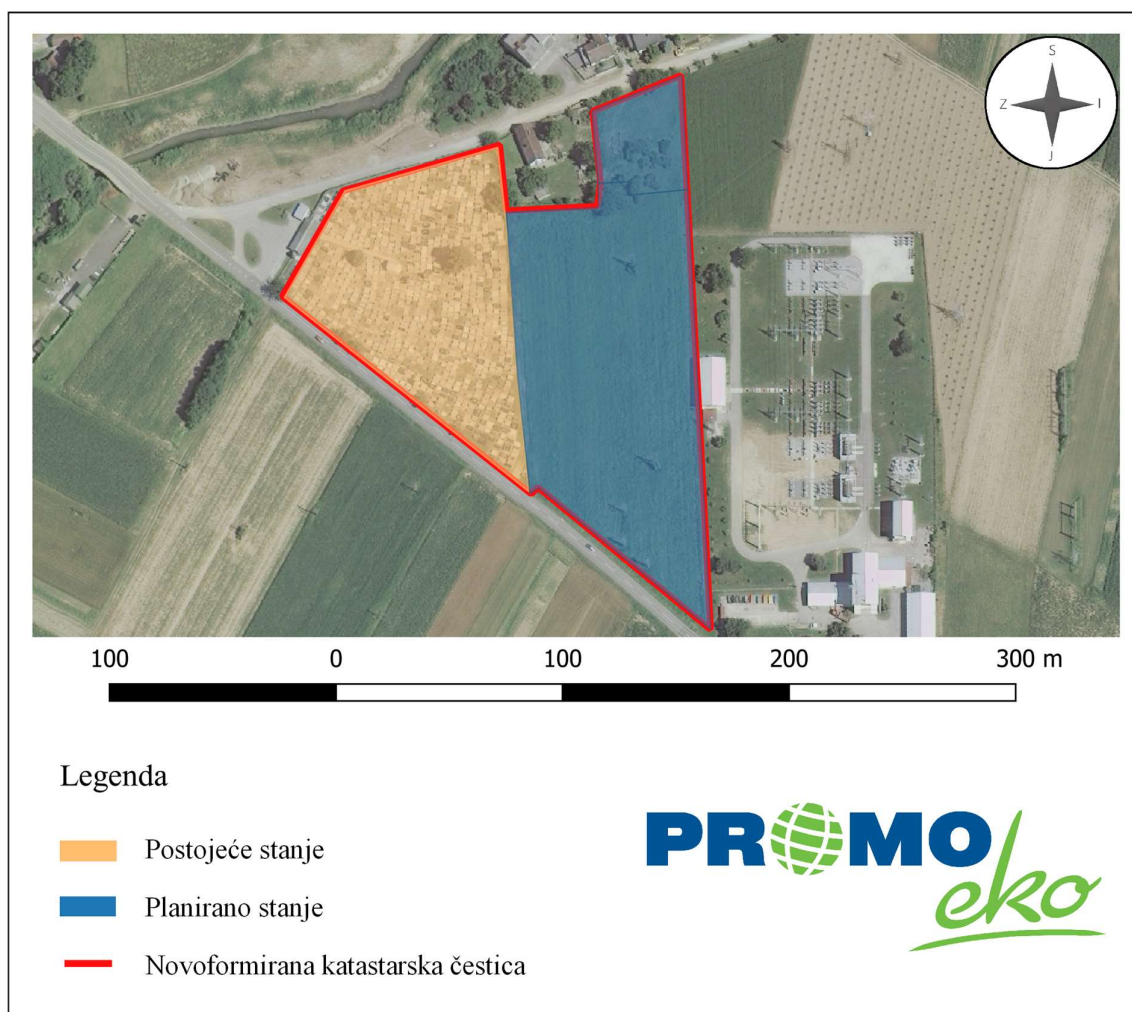 S
Z I
J
100 0 100 200 300 m
Legenda
Postojeće stanje
Planirano stanje
Novoformirana katastarska čestica
PROMO
eko